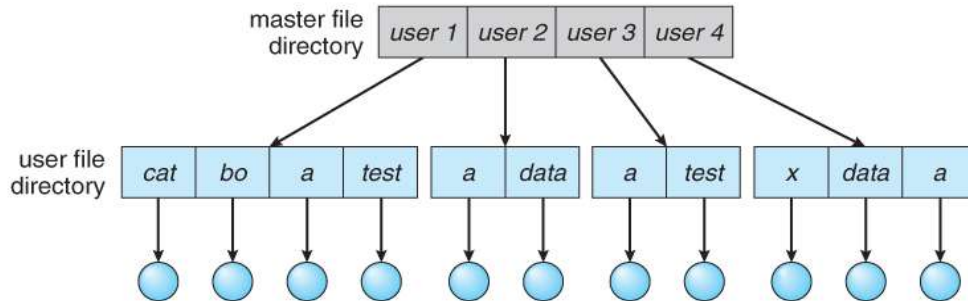 master file
directory
user 1 user 2 user 3 user 4
user file
directory
cat bo a test a data a test x data a